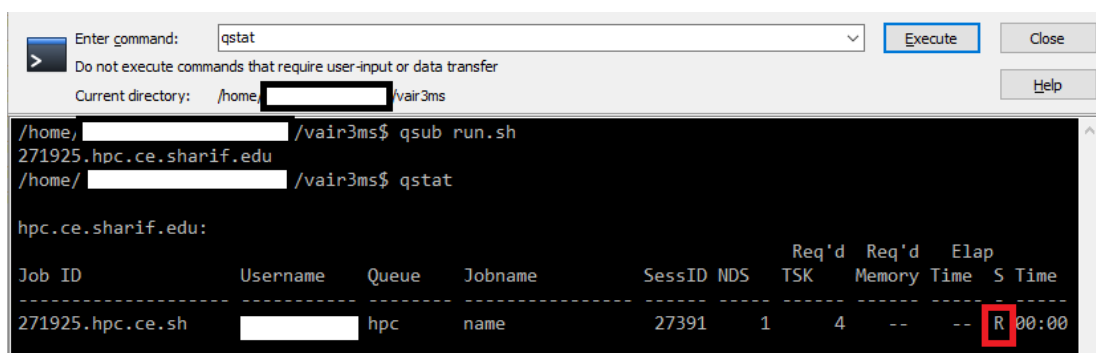 Enter command: qstat Execute Close
Do not execute commands that require user-input or data transfer
Current directory: /home/ /vair3ms Help
/home/ /vair3ms$ qsub run.sh
271925.hpc.ce.sharif.edu
/home/ /vair3ms$ qstat
hpc.ce.sharif.edu:
Req'd Req'd Elap
Job ID Username Queue Jobname SessID NDS TSK Memory Time S Time
-------------------- ----------- -------- ---------------- ------ ----- ------ ------ ----- - -----
271925.hpc.ce.sh hpc name 27391 1 4 -- -- R 00:00